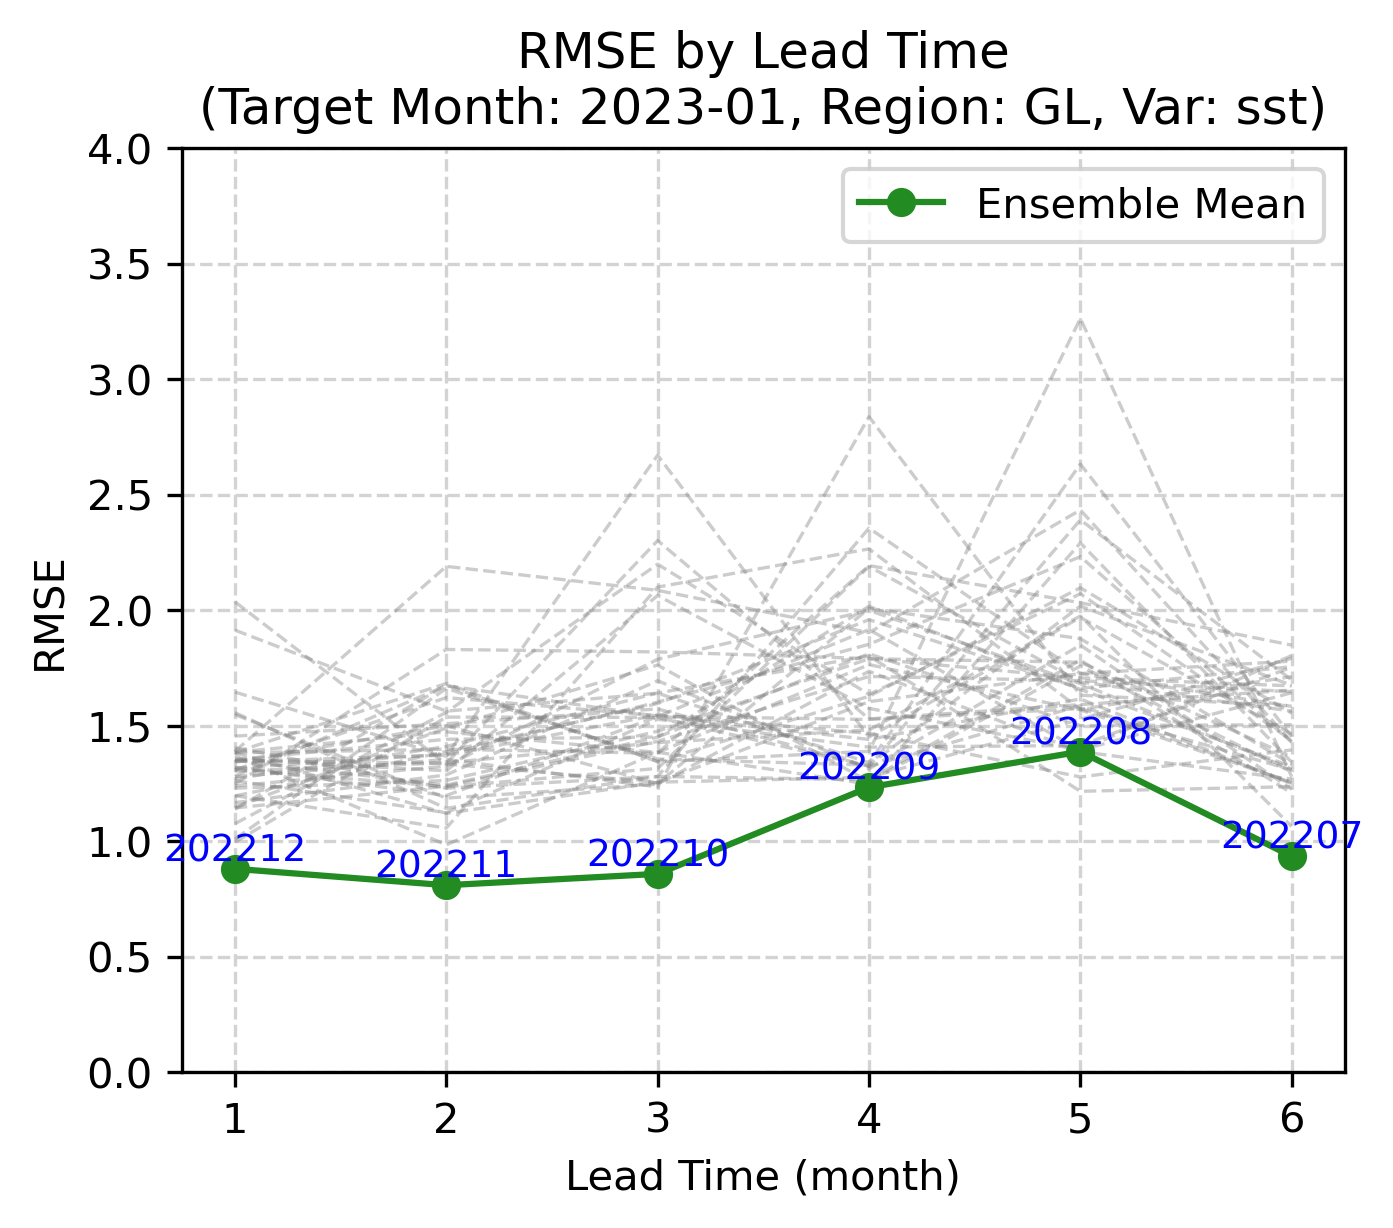 RMSE by Lead Time
(Target Month: 2023-01, Region: GL, Var: sst)
4.0
3.5
3.0
2.5
2.0
1.5
1.0
0.5
0.0
RMSE
Ensemble Mean
202212
202211
202210
202209
202208
202207
1 2 3 4 5 6
Lead Time (month)